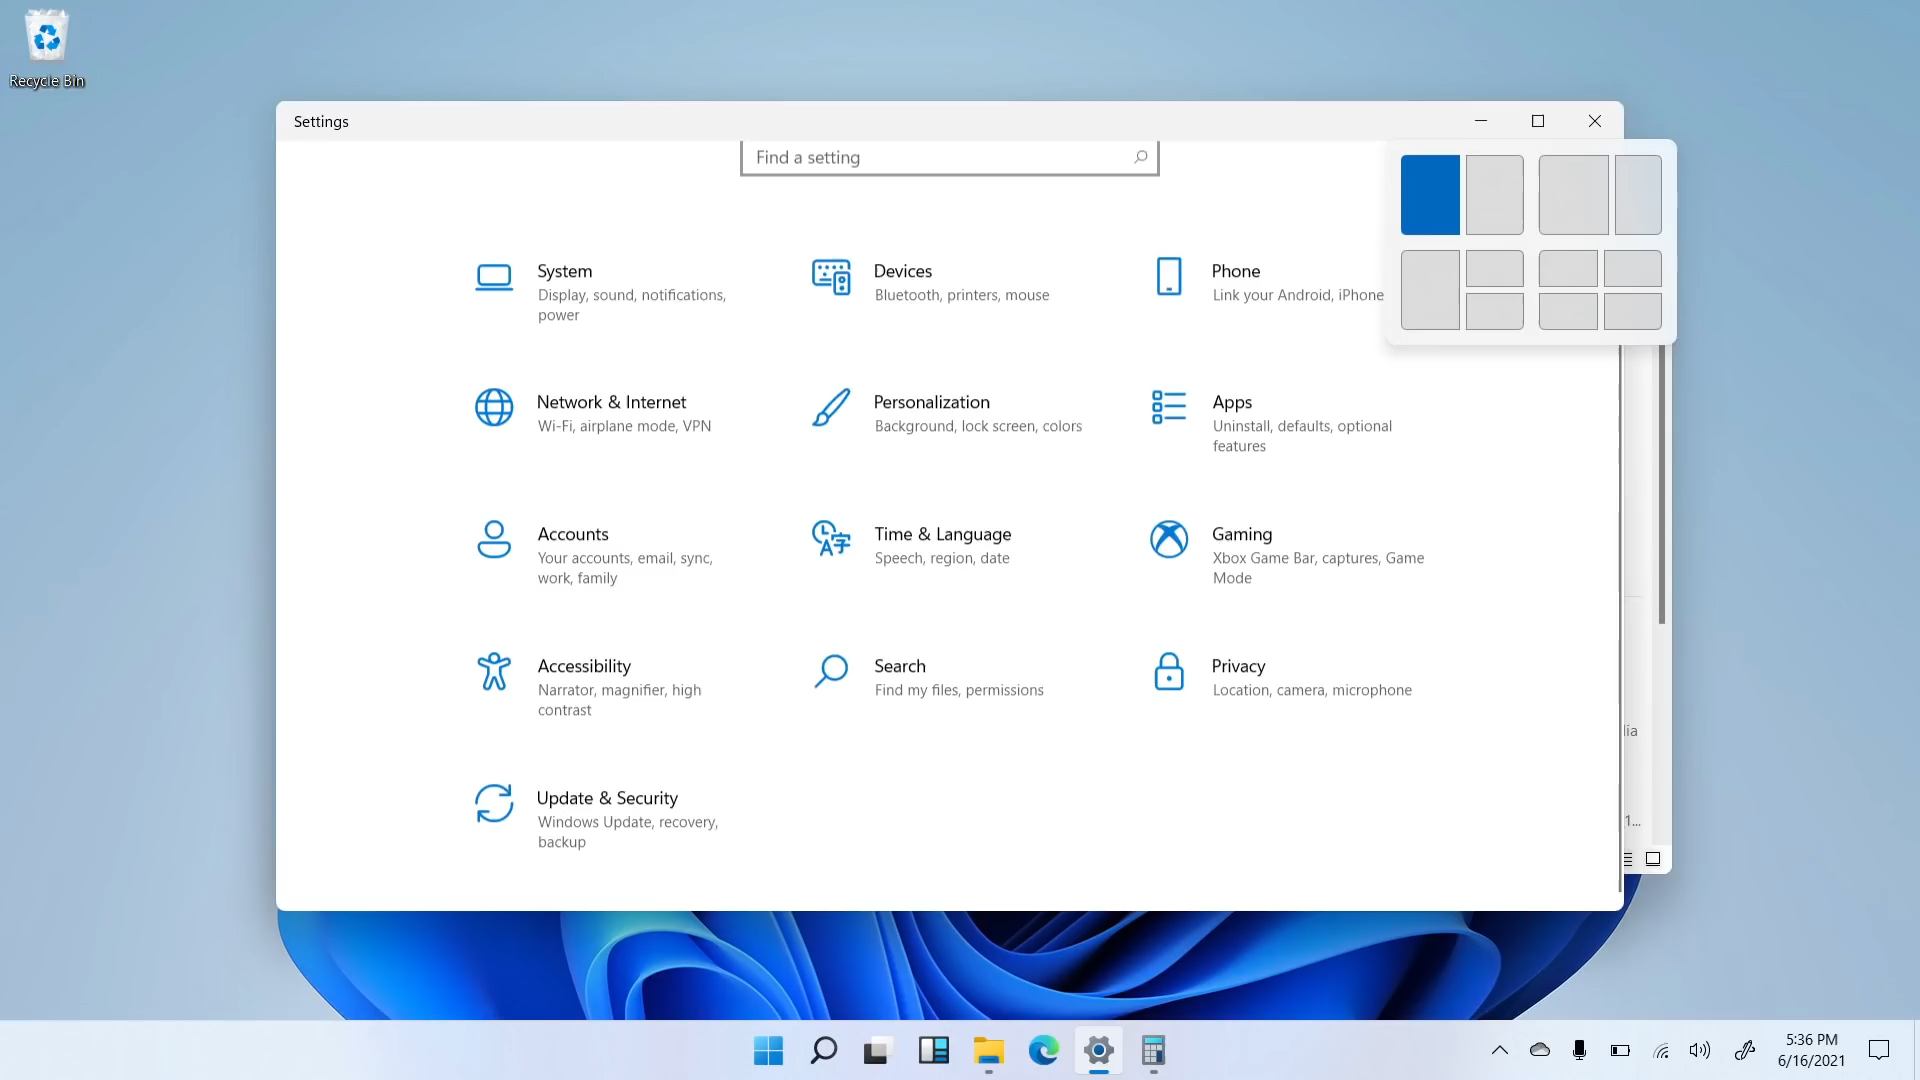 Recycle Bin
Settings
Find a setting
System
Display, sound, notifications,
power
Devices
Bluetooth, printers, mouse
Phone
Link your Android, iPhone
Network & Internet
Wi-Fi, airplane mode, VPN
Personalization
Background, lock screen, colors
Apps
Uninstall, defaults, optional
features
Accounts
Your accounts, email, sync,
work, family
Time & Language
Speech, region, date
Gaming
Xbox Game Bar, captures, Game
Mode
Accessibility
Narrator, magnifier, high
contrast
Search
Find my files, permissions
Privacy
Location, camera, microphone
lia
Update & Security
Windows Update, recovery,
backup
1...
5:36 PM
6/16/2021